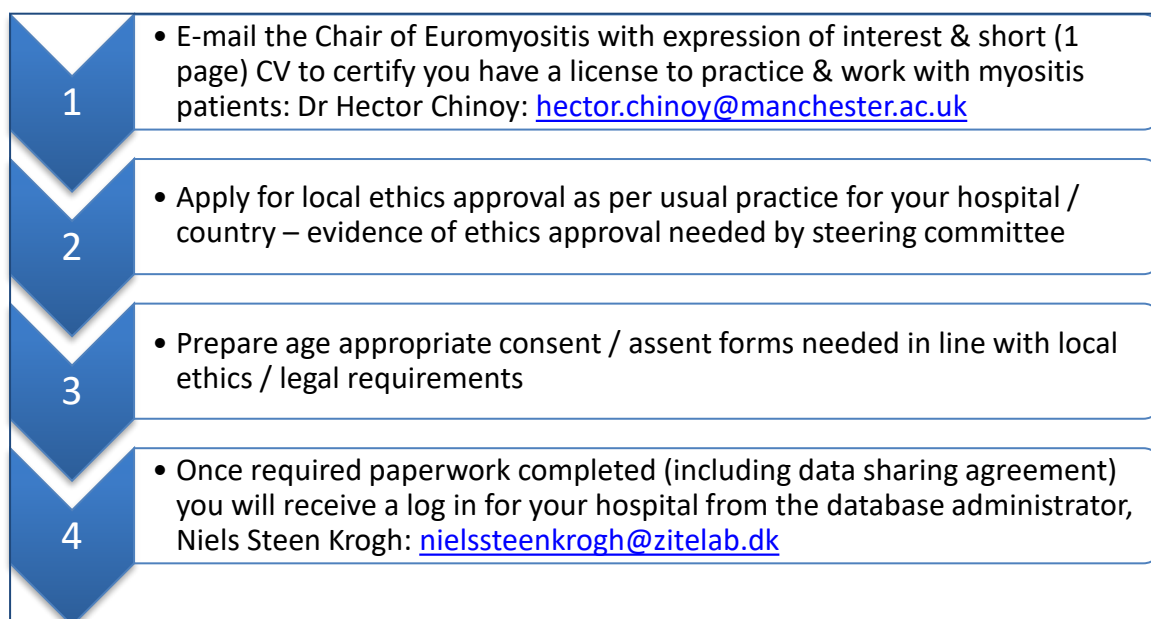 1
• E-mail the Chair of Euromyositis with expression of interest & short (1
page) CV to certify you have a license to practice & work with myositis
patients: Dr Hector Chinoy: hector.chinoy@manchester.ac.uk
2
• Apply for local ethics approval as per usual practice for your hospital /
country – evidence of ethics approval needed by steering committee
3
• Prepare age appropriate consent / assent forms needed in line with local
ethics / legal requirements
4
• Once required paperwork completed (including data sharing agreement)
you will receive a log in for your hospital from the database administrator,
Niels Steen Krogh: nielssteenkrogh@zitelab.dk